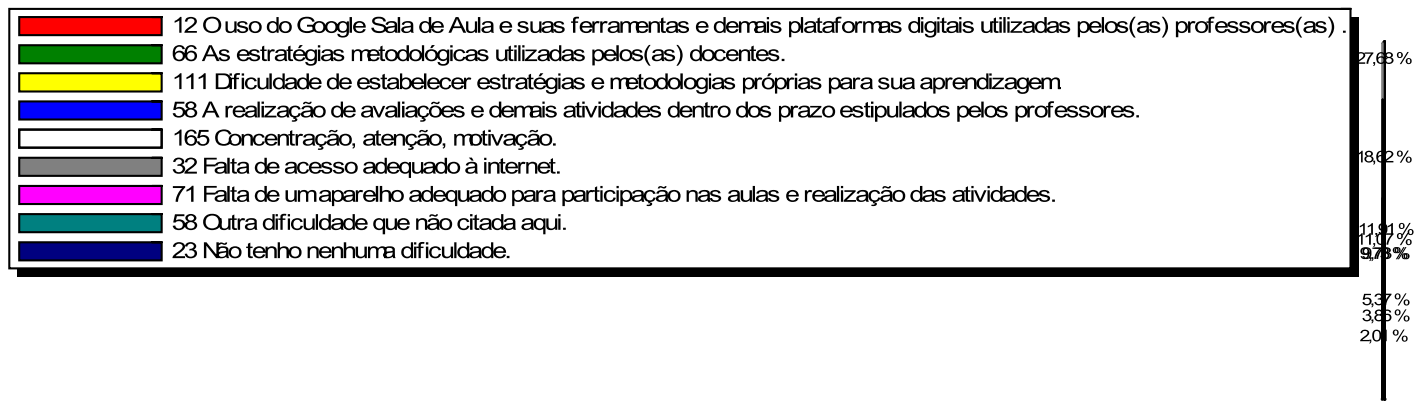 12 O uso do Google Sala de Aula e suas ferramentas e demais plataformas digitais utilizadas pelos(as) professores(as) .
66 As estratégias metodológicas utilizadas pelos(as) docentes.
111 Dificuldade de estabelecer estratégias e metodologias próprias para sua aprendizagem.
58 A realização de avaliações e demais atividades dentro dos prazo estipulados pelos professores.
165 Concentração, atenção, motivação.
32 Falta de acesso adequado à internet.
71 Falta de um aparelho adequado para participação nas aulas e realização das atividades.
58 Outra dificuldade que não citada aqui.
23 Não tenho nenhuma dificuldade.
27,68 %
18,62 %
11,91 %
11,07 %
5,37 %
3,86 %
2,01 %